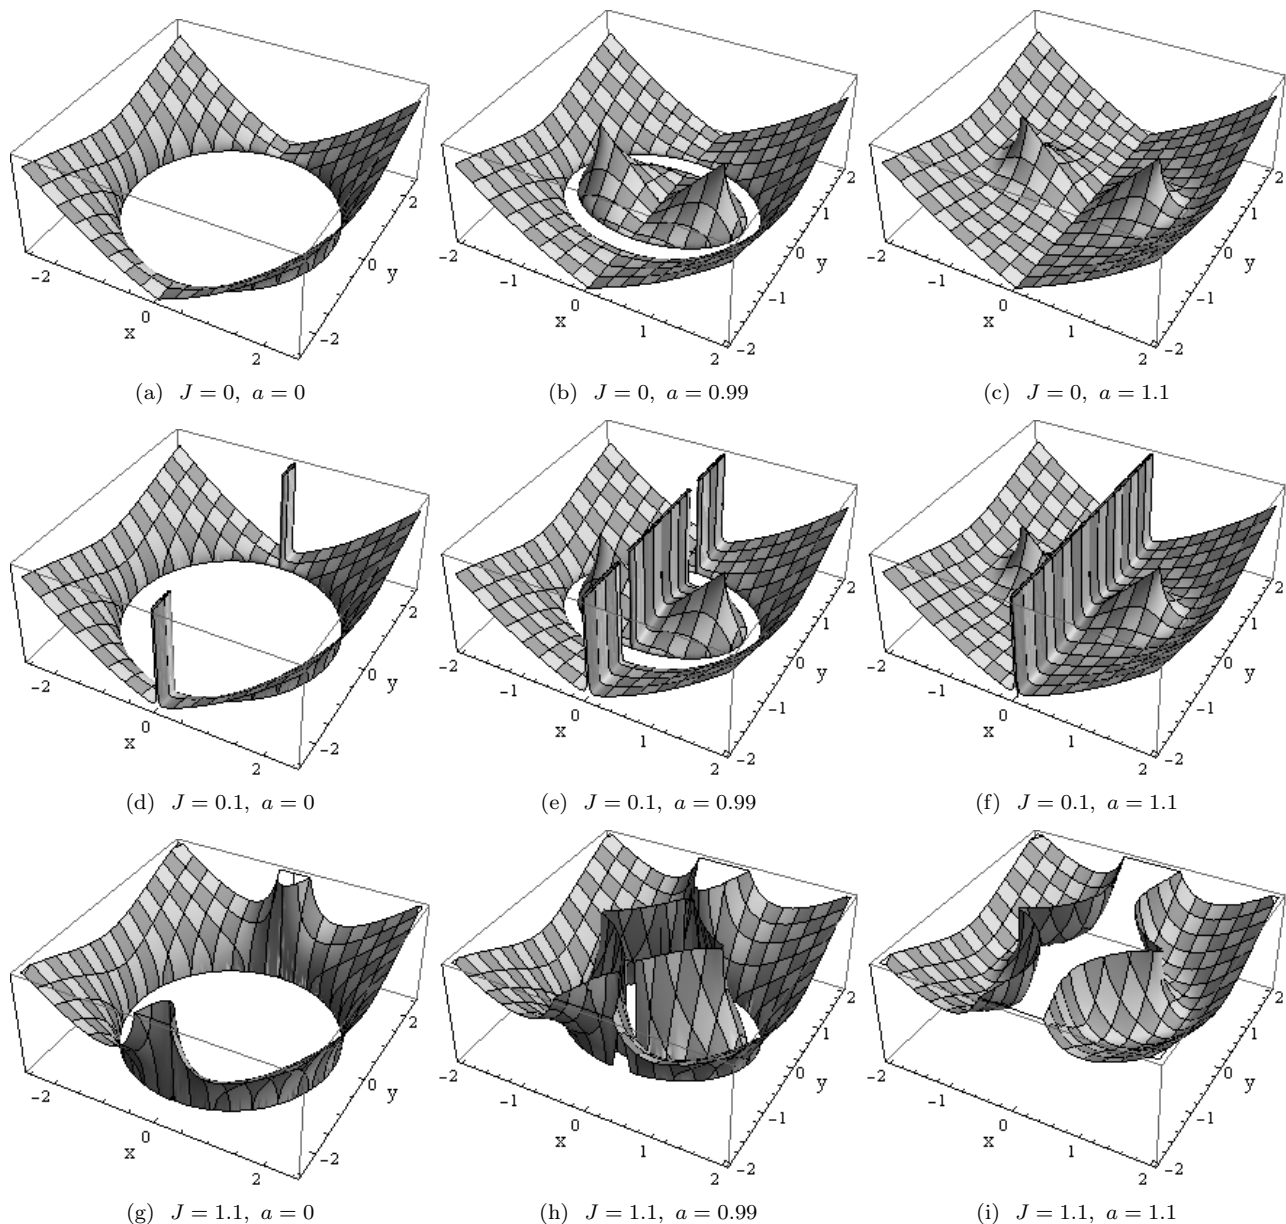 -2
0
2
x
-2
0
2
y
-2
-1
0
1
2
x
-2
-1
0
1
2
y
-2
-1
0
1
2
x
-2
-1
0
1
2
y
(a) J = 0, a = 0
(b) J = 0, a = 0.99
(c) J = 0, a = 1.1
-2
0
2
x
-2
0
2
y
-2
-1
0
1
2
x
-2
-1
0
1
2
y
-2
-1
0
1
2
x
-2
-1
0
1
2
y
(d) J = 0.1, a = 0
(e) J = 0.1, a = 0.99
(f) J = 0.1, a = 1.1
-2
0
2
x
-2
0
2
y
-2
-1
0
1
2
x
-2
-1
0
1
2
y
-2
-1
0
1
2
x
-2
-1
0
1
2
y
(g) J = 1.1, a = 0
(h) J = 1.1, a = 0.99
(i) J = 1.1, a = 1.1